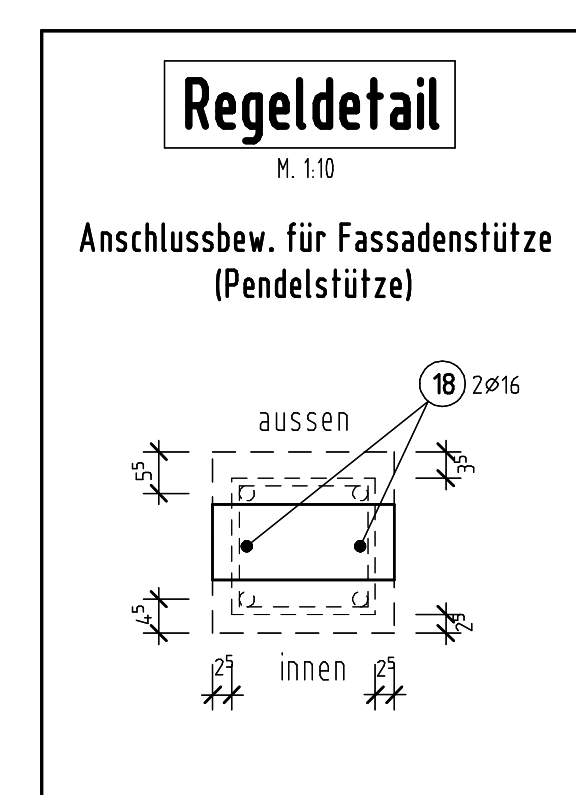 Regeldetail
M. 1:10
Anschlussbew. für Fassadenstütze
(Pendelstütze)
18 2ø16
aussen
5⁵
3⁵
4⁵
2⁵
innen
2⁵
2⁵